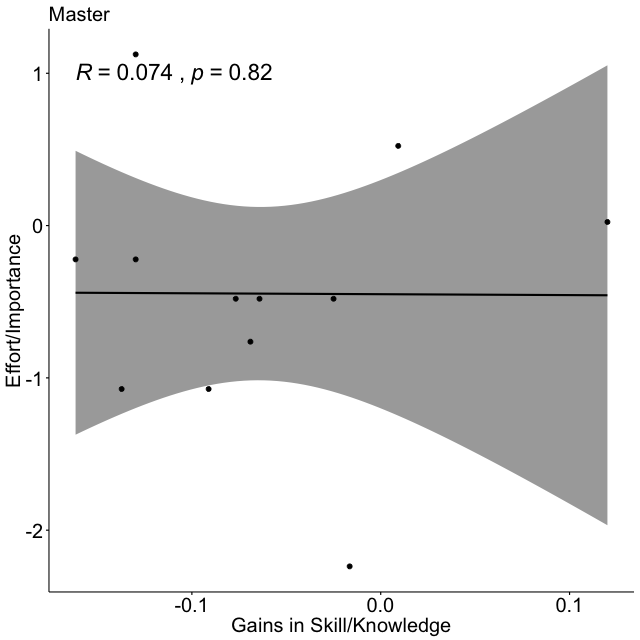 Master
R = 0.074 , p = 0.82
1
0
-1
-2
Effort/Importance
-0.1 0.0 0.1
Gains in Skill/Knowledge